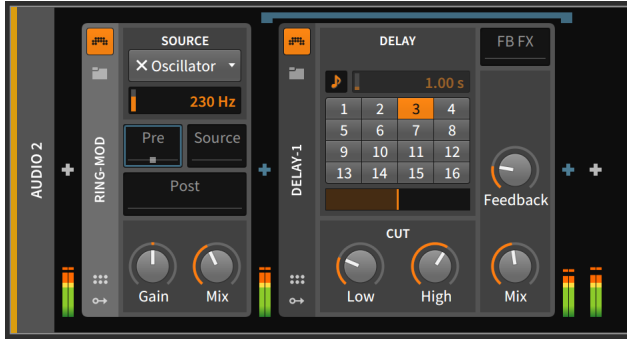 AUDIO 2
RING-MOD
SOURCE
Oscillator
230 Hz
Pre
Source
Post
Gain
Mix
DELAY-1
DELAY
1.00 s
1 2 3 4
5 6 7 8
9 10 11 12
13 14 15 16
CUT
Low
High
FB FX
Feedback
Mix